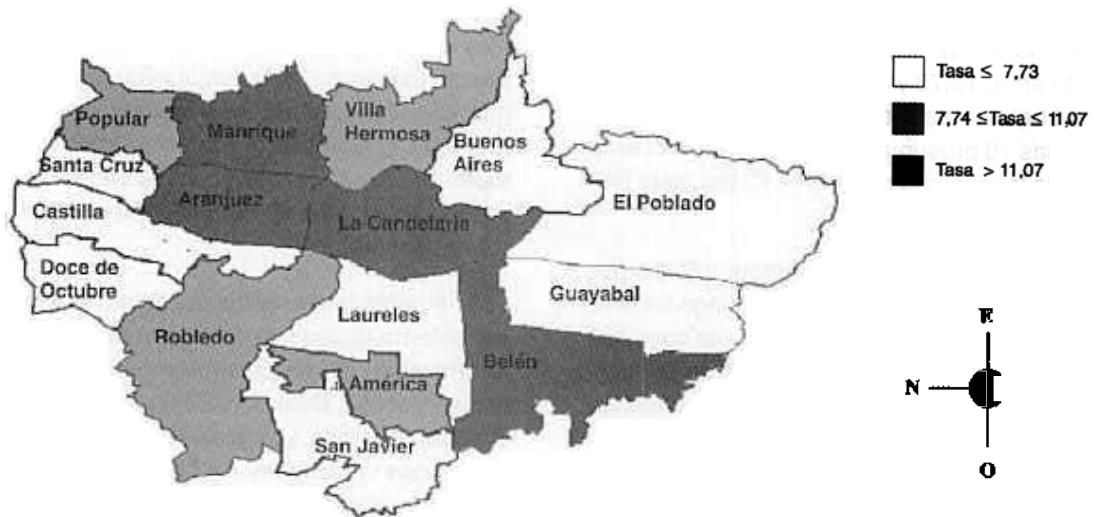 Tasa ≤ 7,73
7,74 ≤Tasa ≤ 11,07
Tasa > 11,07
Popular
Manrique
Villa
Hermosa
Buenos
Aires
Santa Cruz
Aranjuez
La Candelaria
El Poblado
Castilla
Doce de
Octubre
Guayabal
Laureles
Robledo
Belén
La América
San Javier
E
N
O